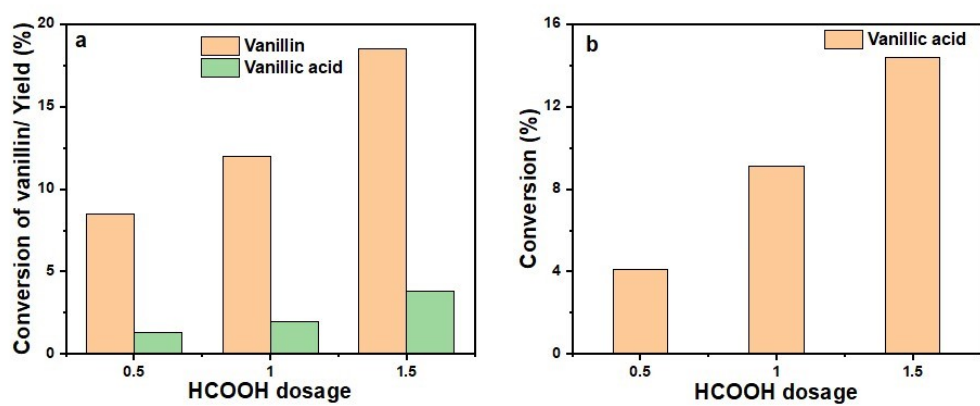 a
Vanillin
Vanillic acid
Conversion of vanillin/ Yield (%)
20
15
10
5
0
0.5
1
1.5
HCOOH dosage
b
Vanillic acid
Conversion (%)
16
12
8
4
0
0.5
1
1.5
HCOOH dosage